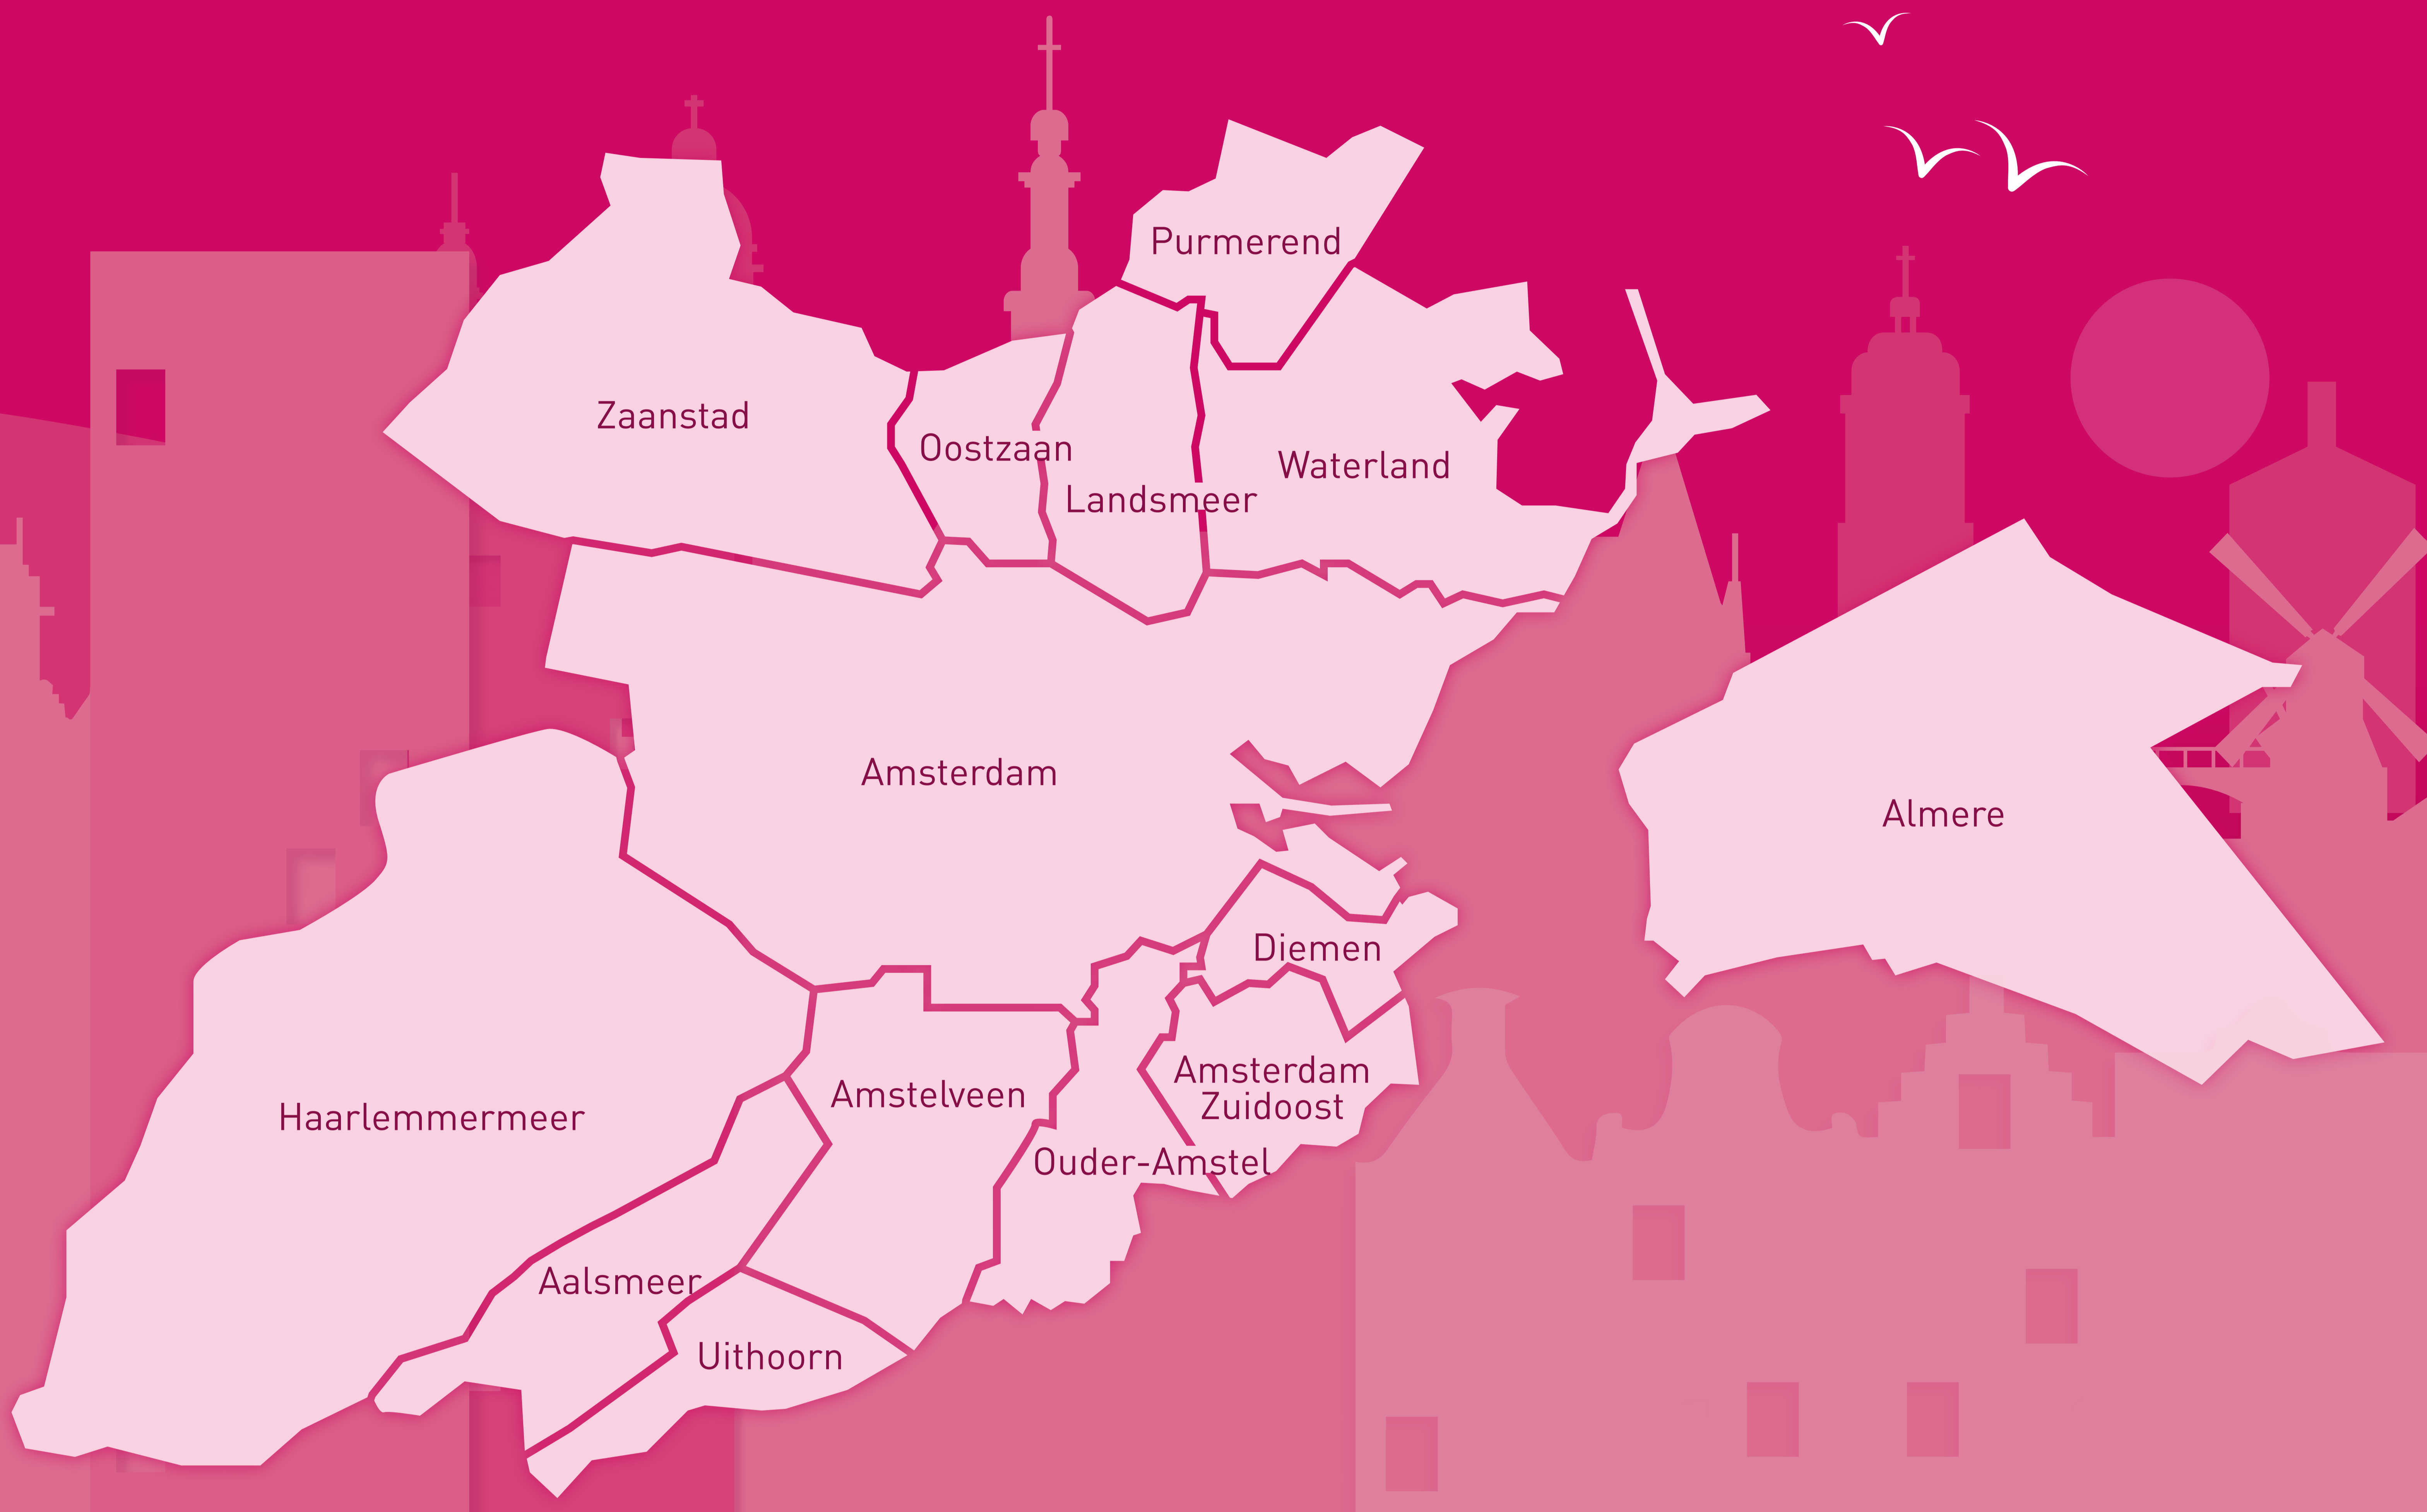 Purmerend
Zaanstad
Oostzaan
Waterland
Landsmeer
Amsterdam
Almere
Diemen
Amsterdam
Zuidoost
Amstelveen
Haarlemmermeer
Ouder-Amstel
Aalsmeer
Uithoorn